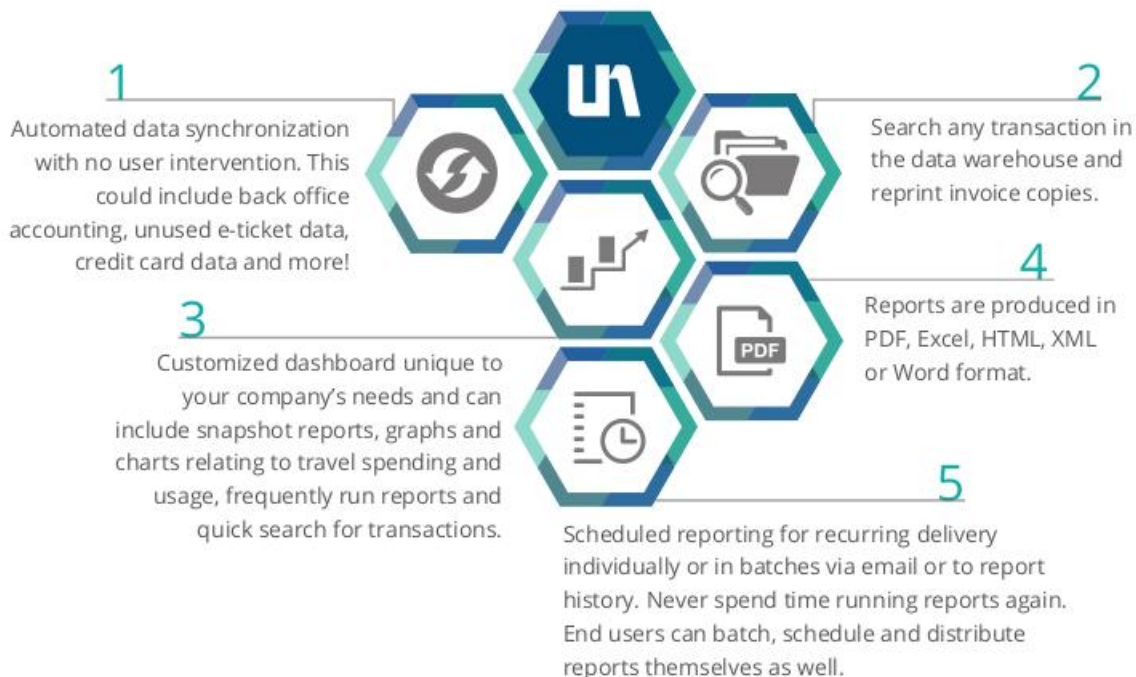 un
1
Automated data synchronization
with no user intervention. This
could include back office
accounting, unused e-ticket data,
credit card data and more!
2
Search any transaction in
the data warehouse and
reprint invoice copies.
3
Customized dashboard unique to
your company's needs and can
include snapshot reports, graphs and
charts relating to travel spending and
usage, frequently run reports and
quick search for transactions.
4
Reports are produced in
PDF, Excel, HTML, XML
or Word format.
PDF
5
Scheduled reporting for recurring delivery
individually or in batches via email or to report
history. Never spend time running reports again.
End users can batch, schedule and distribute
reports themselves as well.